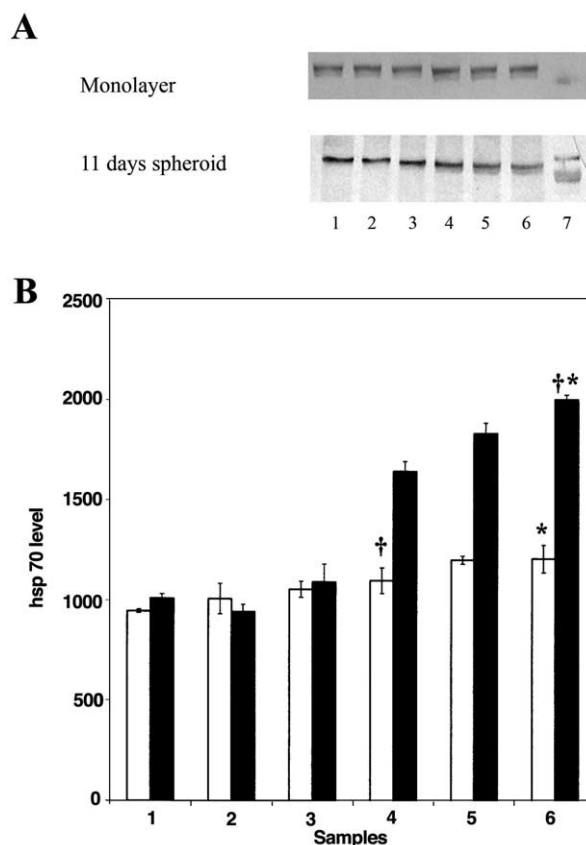 A
Monolayer
11 days spheroid
1 2 3 4 5 6 7
B
2500
2000
1500
1000
500
0
hsp 70 level
†
*
†*
1 2 3 4 5 6
Samples